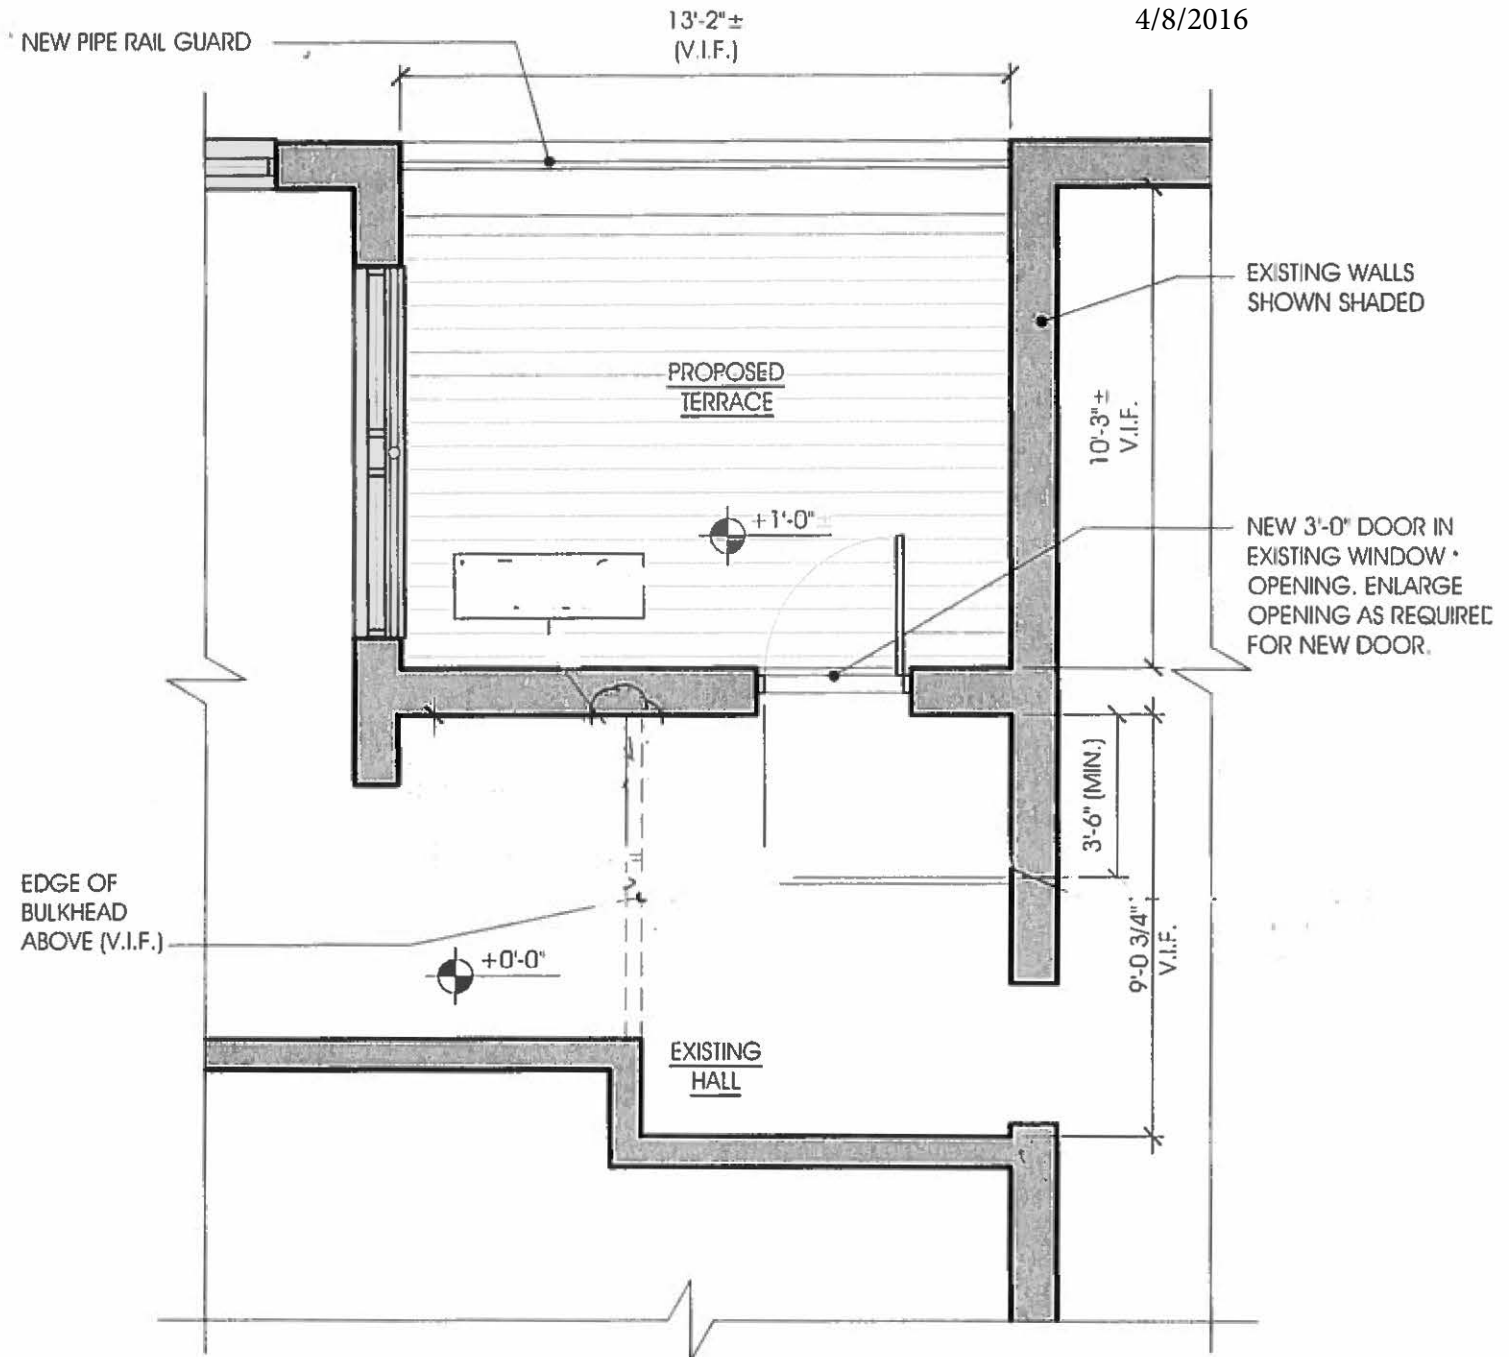 4/8/2016
13'-2"±
(V.I.F.)
NEW PIPE RAIL GUARD
EXISTING WALLS
SHOWN SHADED
PROPOSED
TERRACE
10'-3"±
V.I.F.
+1'-0"
NEW 3'-0" DOOR IN
EXISTING WINDOW
OPENING. ENLARGE
OPENING AS REQUIRED
FOR NEW DOOR.
3'-6" (MIN.)
EDGE OF
BULKHEAD
ABOVE (V.I.F.)
+0'-0"
9'-0 3/4"
V.I.F.
EXISTING
HALL